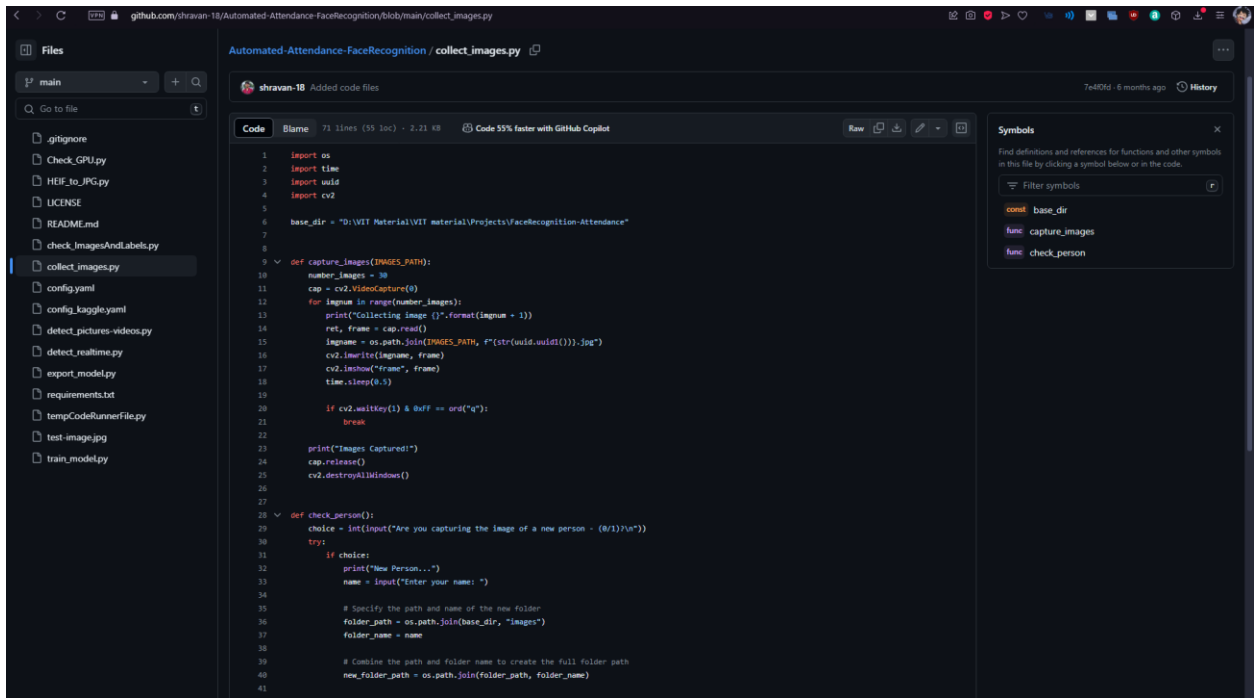 VPN
github.com/shravan-18/Automated-Attendance-FaceRecognition/blob/main/collect_images.py
Files
main
Go to file
t
.gitignore
Check_GPU.py
HEIF_to_JPG.py
LICENSE
README.md
check_ImagesAndLabels.py
collect_images.py
config.yaml
config_kaggle.yaml
detect_pictures-videos.py
detect_realtime.py
export_model.py
requirements.txt
tempCodeRunnerFile.py
test-image.jpg
train_model.py
Automated-Attendance-FaceRecognition / collect_images.py
shravan-18 Added code files
7e4f0fd · 6 months ago History
Code Blame 71 lines (55 loc) · 2.21 KB Code 55% faster with GitHub Copilot
Raw
1 import os
2 import time
3 import uuid
4 import cv2
5
6 base_dir = "D:\VIT Material\VIT material\Projects\FaceRecognition-Attendance"
7
8
9 def capture_images(IMAGES_PATH):
10 number_images = 30
11 cap = cv2.VideoCapture(0)
12 for imgnum in range(number_images):
13 print("Collecting image {}".format(imgnum + 1))
14 ret, frame = cap.read()
15 imgname = os.path.join(IMAGES_PATH, f"{str(uuid.uuid1())}.jpg")
16 cv2.imwrite(imgname, frame)
17 cv2.imshow("frame", frame)
18 time.sleep(0.5)
19
20 if cv2.waitKey(1) & 0xFF == ord("q"):
21 break
22
23 print("Images Captured!")
24 cap.release()
25 cv2.destroyAllWindows()
26
27
28 def check_person():
29 choice = int(input("Are you capturing the image of a new person - (0/1)?\n"))
30 try:
31 if choice:
32 print("New Person...")
33 name = input("Enter your name: ")
34
35 # Specify the path and name of the new folder
36 folder_path = os.path.join(base_dir, "images")
37 folder_name = name
38
39 # Combine the path and folder name to create the full folder path
40 new_folder_path = os.path.join(folder_path, folder_name)
41
Symbols
Find definitions and references for functions and other symbols
in this file by clicking a symbol below or in the code.
Filter symbols
r
const base_dir
func capture_images
func check_person